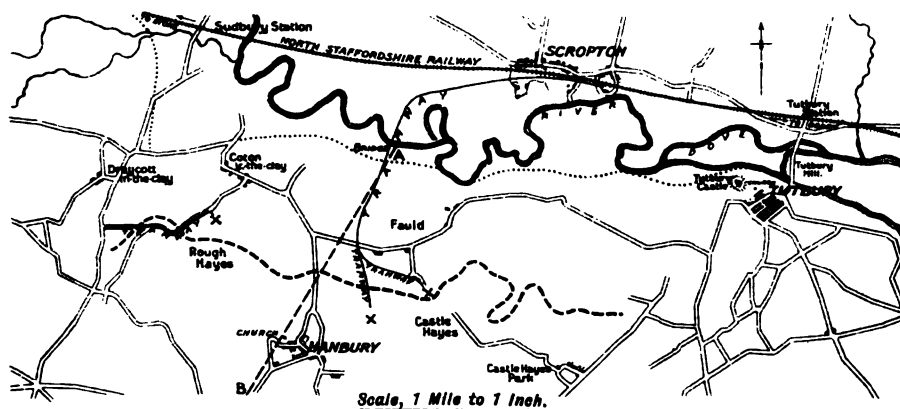 Sudbury Station
NORTH STAFFORDSHIRE RAILWAY
SCROPTON
Tutbury
Station
RIVER
DOVE
Bridge
A
Draycott
in-the-clay
Coton
in-the-clay
Tutbury
Mill.
Tutbury
Castle
TUTBURY
Fauld
Rough
Hayes
TRAMWAY
TRAMWAY
X
X
X
Castle
Hayes
CHURCH
HANBURY
Castle Hayes
Park
B
Scale, 1 Mile to 1 Inch.